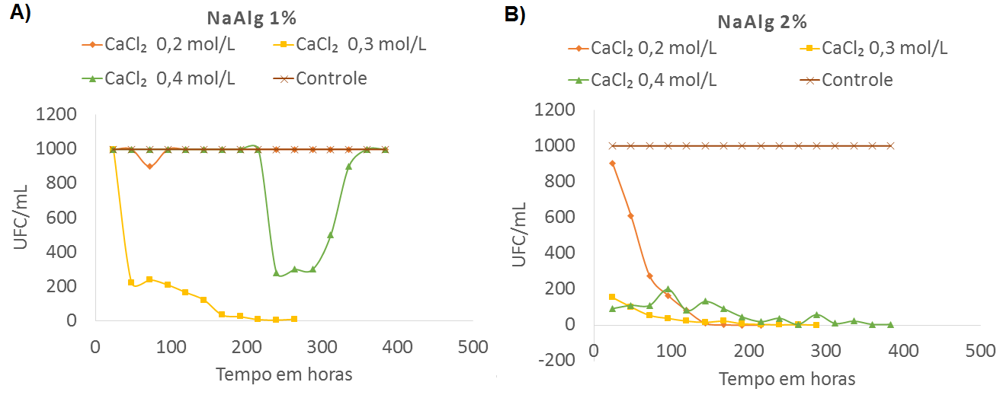 A)
NaAlg 1%
CaCl₂ 0,2 mol/L
CaCl₂ 0,3 mol/L
CaCl₂ 0,4 mol/L
Controle
1200
1000
800
600
400
200
0
UFC/mL
0 100 200 300 400 500
Tempo em horas
B)
NaAlg 2%
CaCl₂ 0,2 mol/L
CaCl₂ 0,3 mol/L
CaCl₂ 0,4 mol/L
Controle
1200
1000
800
600
400
200
0
-200
UFC/mL
0 100 200 300 400 500
Tempo em horas